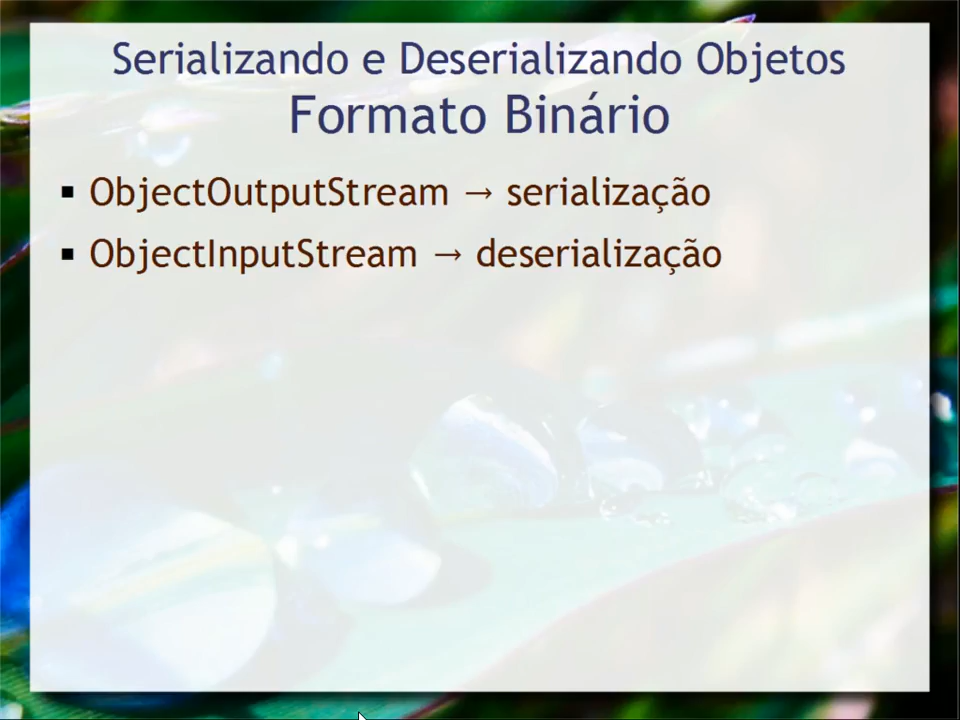 Serializando e Deserializando Objetos
Formato Binário
▪ ObjectOutputStream → serialização
▪ ObjectInputStream → deserialização